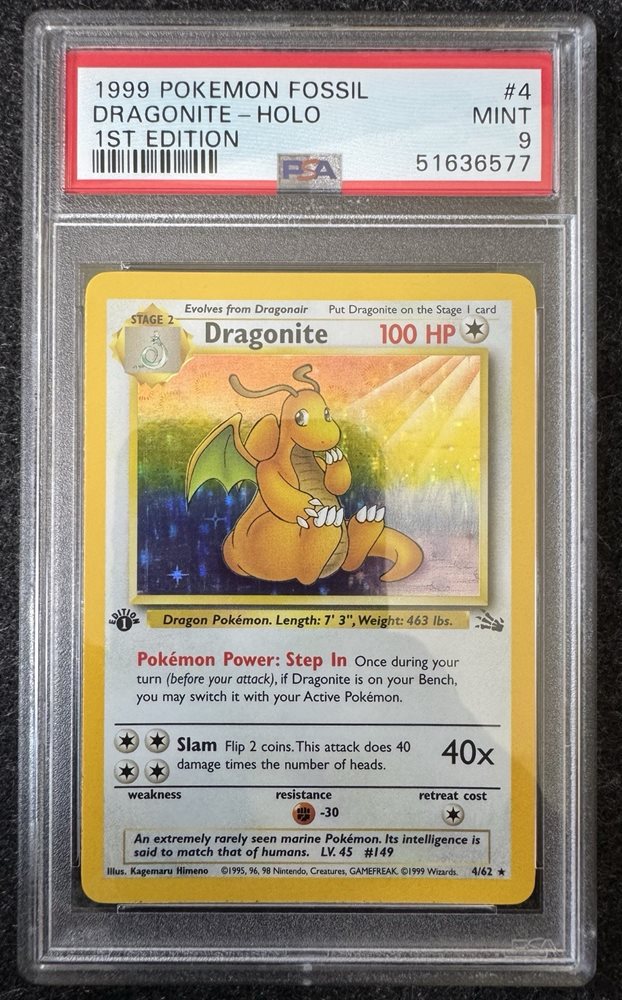 1999 POKEMON FOSSIL #4
DRAGONITE – HOLO MINT
1ST EDITION 9
PSA 51636577
Evolves from Dragonair Put Dragonite on the Stage 1 card
STAGE 2
Dragonite 100 HP
EDITION 1
Dragon Pokémon. Length: 7' 3", Weight: 463 lbs.
Pokémon Power: Step In Once during your
turn (before your attack), if Dragonite is on your Bench,
you may switch it with your Active Pokémon.
Slam Flip 2 coins. This attack does 40
damage times the number of heads.
40x
weakness resistance retreat cost
-30
An extremely rarely seen marine Pokémon. Its intelligence is
said to match that of humans. LV. 45 #149
Illus. Kagemaru Himeno ©1995, 96, 98 Nintendo, Creatures, GAMEFREAK. ©1999 Wizards. 4/62 ★
PSA